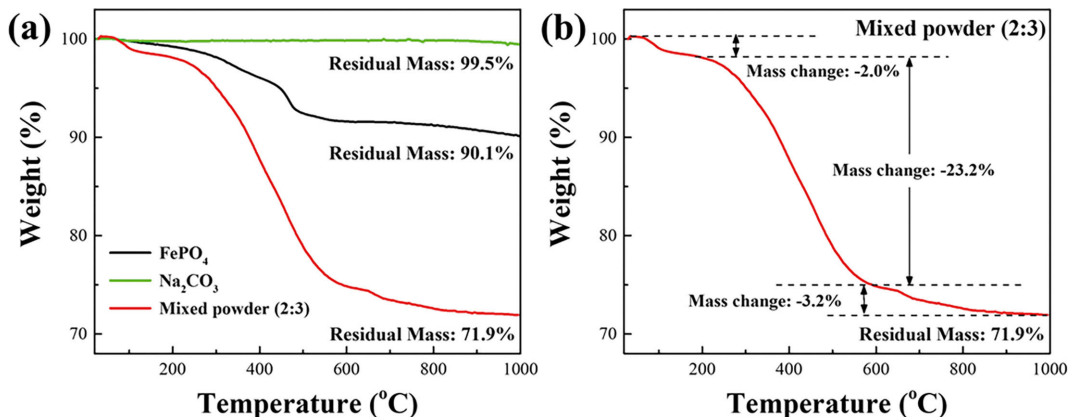 (a)
100
90
80
70
Weight (%)
Residual Mass: 99.5%
Residual Mass: 90.1%
FePO₄
Na₂CO₃
Mixed powder (2:3)
Residual Mass: 71.9%
200
400
600
800
1000
Temperature (°C)
(b)
Mixed powder (2:3)
100
90
80
70
Weight (%)
Mass change: -2.0%
Mass change: -23.2%
Mass change: -3.2%
Residual Mass: 71.9%
200
400
600
800
1000
Temperature (°C)